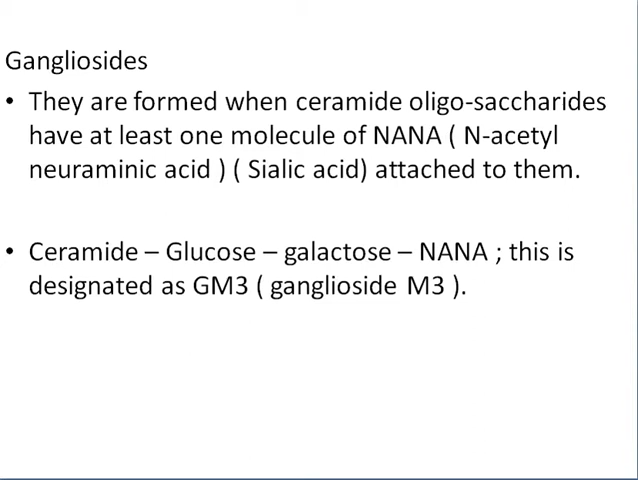 Gangliosides
• They are formed when ceramide oligo-saccharides
have at least one molecule of NANA ( N-acetyl
neuraminic acid ) ( Sialic acid) attached to them.
• Ceramide – Glucose – galactose – NANA ; this is
designated as GM3 ( ganglioside M3 ).